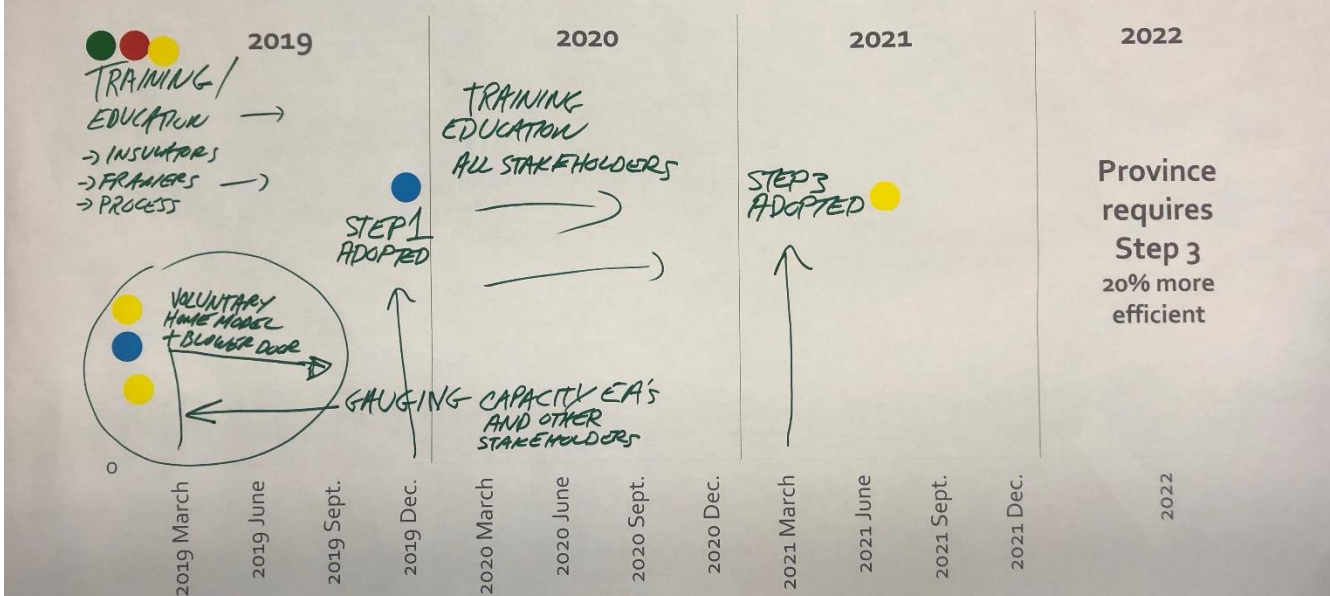 2019
2020
2021
2022
TRAINING/
EDUCATION →
→ INSULATORS
→ FRAMERS →
→ PROCESS
STEP 1
ADOPTED
TRAINING
EDUCATION
ALL STAKEHOLDERS
STEP 3
ADOPTED
Province
requires
Step 3
20% more
efficient
VOLUNTARY
HOME MODEL
+ BLOWER DOOR
GAUGING CAPACITY EA'S
AND OTHER
STAKEHOLDERS
0
2019 March
2019 June
2019 Sept.
2019 Dec.
2020 March
2020 June
2020 Sept.
2020 Dec.
2021 March
2021 June
2021 Sept.
2021 Dec.
2022